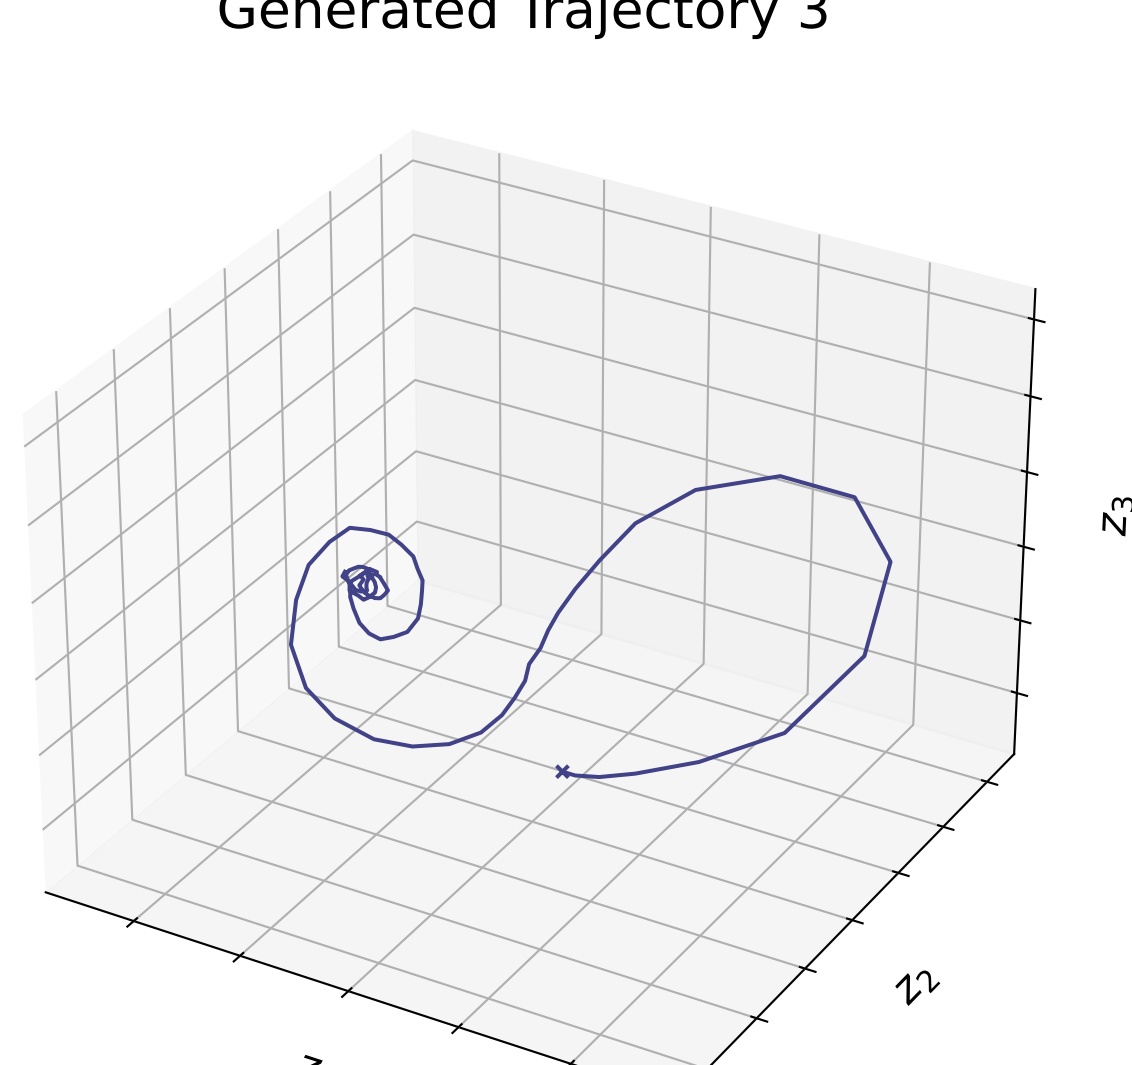 Generated Trajectory 3
z₃
z₂